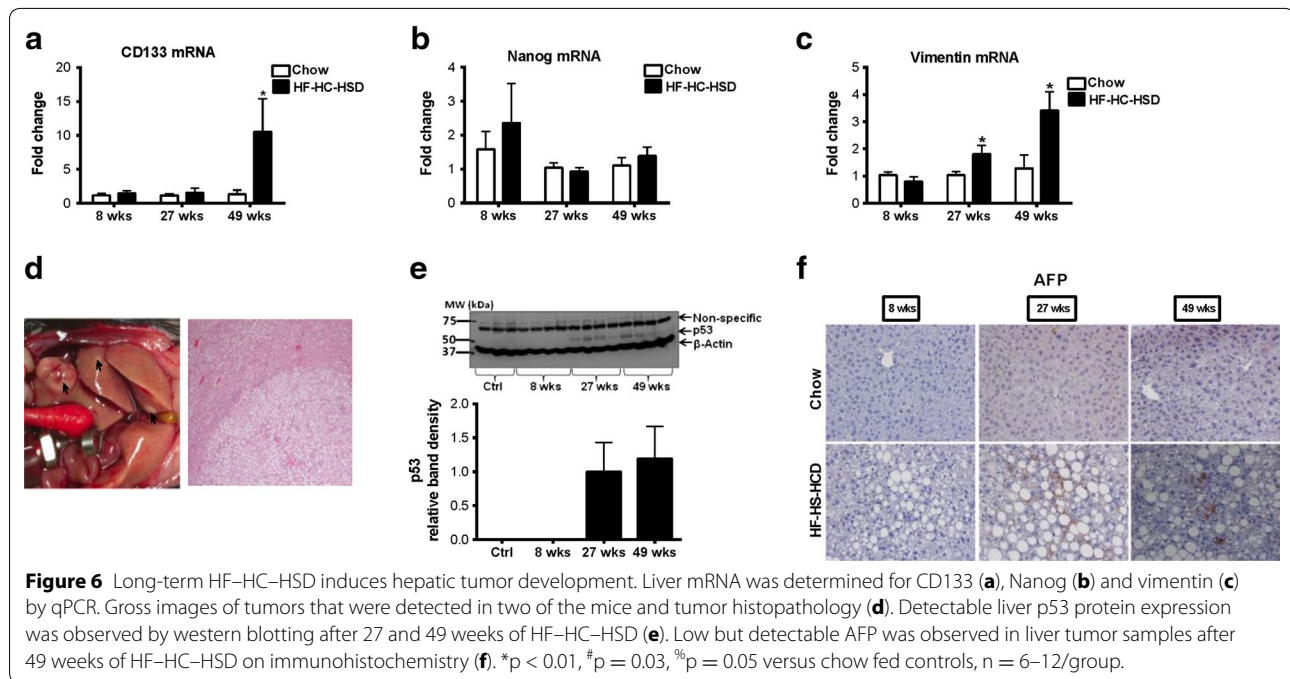 a
CD133 mRNA
Fold change
20
15
10
5
0
Chow
HF-HC-HSD
*
8 wks 27 wks 49 wks
b
Nanog mRNA
Fold change
4
3
2
1
0
Chow
HF-HC-HSD
8 wks 27 wks 49 wks
c
Vimentin mRNA
Fold change
5
4
3
2
1
0
Chow
HF-HC-HSD
*
*
8 wks 27 wks 49 wks
d
e
MW (kDa)
75
50
37
Non-specific
p53
β-Actin
Ctrl 8 wks 27 wks 49 wks
p53
relative band density
2.0
1.5
1.0
0.5
0.0
Ctrl 8 wks 27 wks 49 wks
f
AFP
8 wks 27 wks 49 wks
Chow
HF-HS-HCD
Figure 6 Long-term HF–HC–HSD induces hepatic tumor development. Liver mRNA was determined for CD133 (a), Nanog (b) and vimentin (c)
by qPCR. Gross images of tumors that were detected in two of the mice and tumor histopathology (d). Detectable liver p53 protein expression
was observed by western blotting after 27 and 49 weeks of HF–HC–HSD (e). Low but detectable AFP was observed in liver tumor samples after
49 weeks of HF–HC–HSD on immunohistochemistry (f). *p < 0.01, #p = 0.03, %p = 0.05 versus chow fed controls, n = 6–12/group.